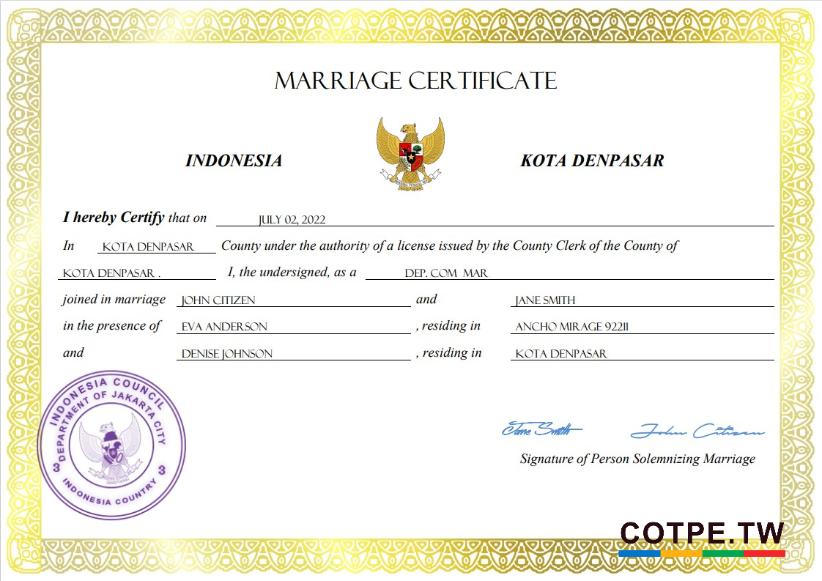 MARRIAGE CERTIFICATE
INDONESIA
KOTA DENPASAR
I hereby Certify that on JULY 02, 2022
In KOTA DENPASAR County under the authority of a license issued by the County Clerk of the County of
KOTA DENPASAR . I, the undersigned, as a DEP. COM MAR
joined in marriage JOHN CITIZEN and JANE SMITH
in the presence of EVA ANDERSON , residing in ANCHO MIRAGE 92211
and DENISE JOHNSON , residing in KOTA DENPASAR
INDONESIA COUNCIL
DEPARTMENT OF JAKARTA CITY
3 3
INDONESIA COUNTRY
Jane Smith John Citizen
Signature of Person Solemnizing Marriage
COTPE.TW